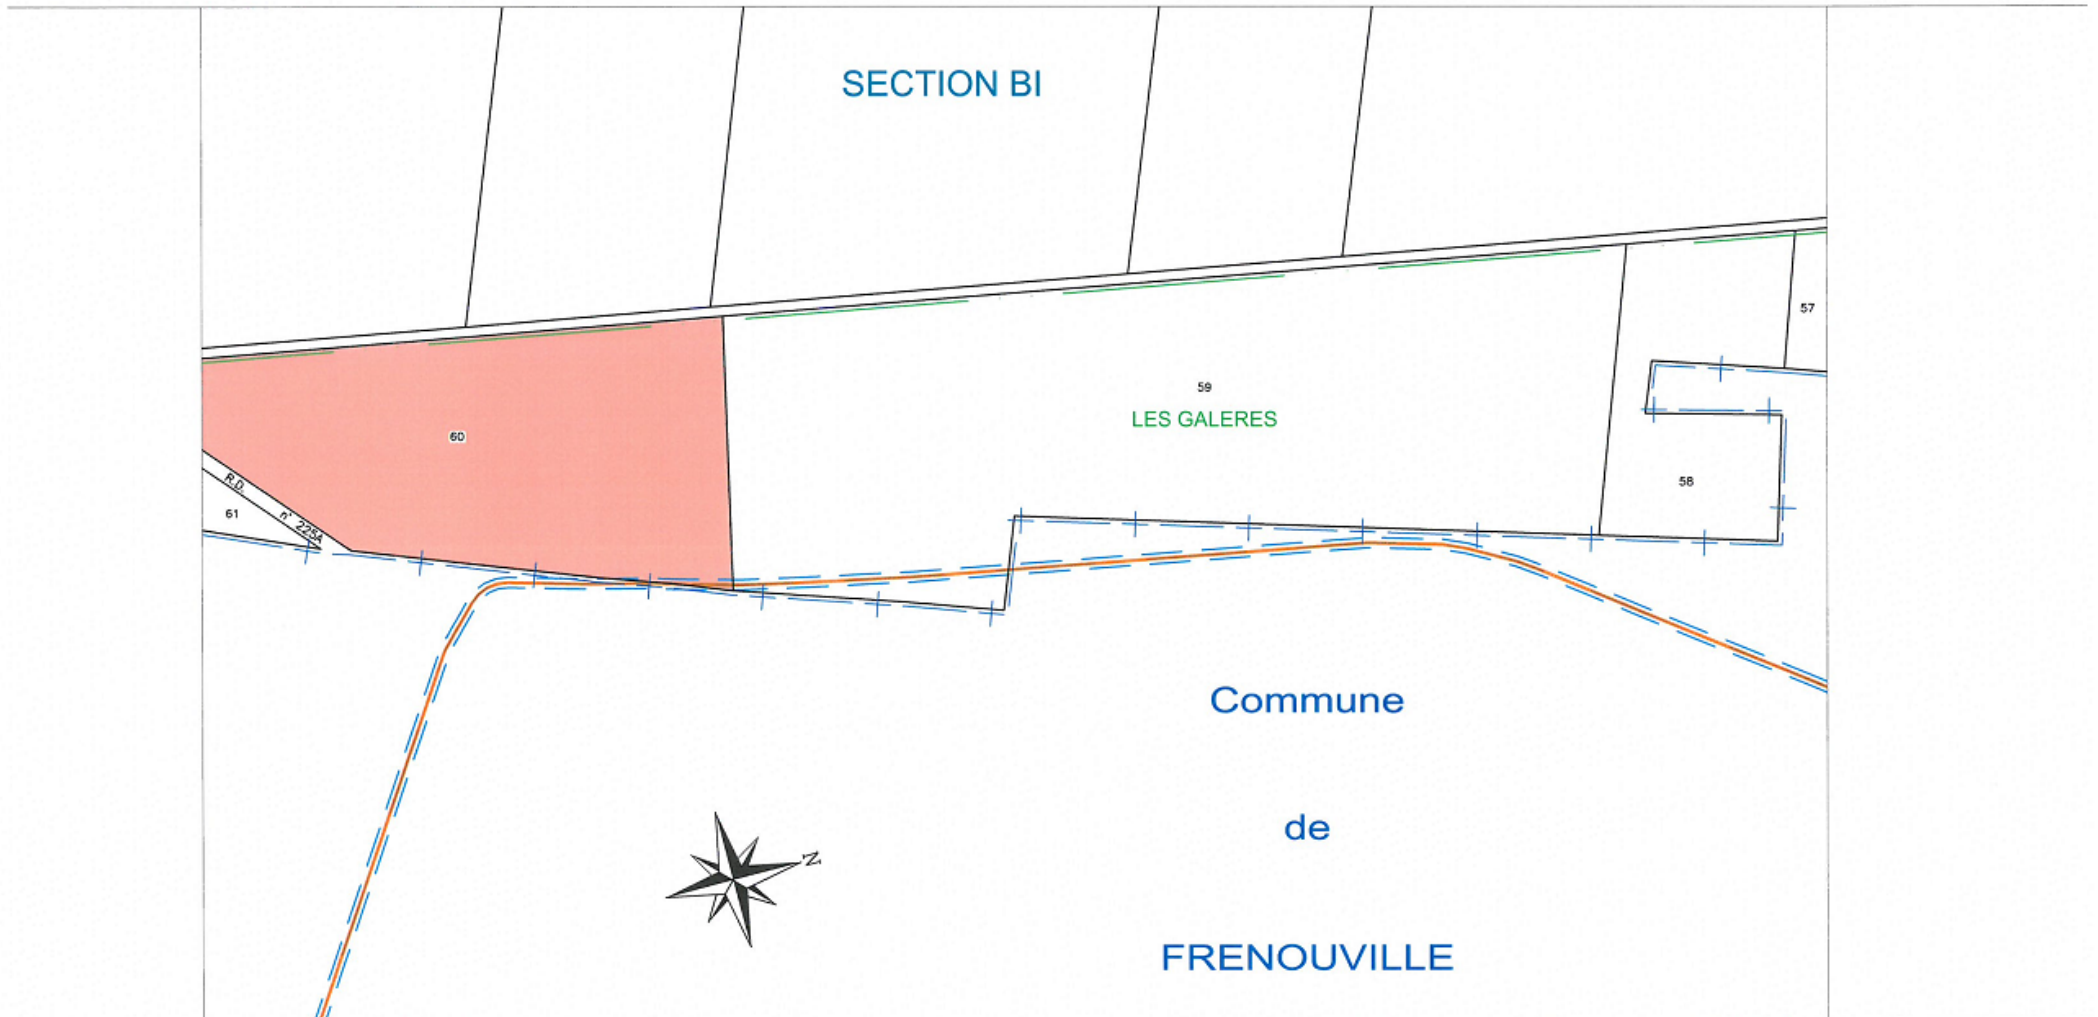 SECTION BI
57
59
LES GALERES
60
58
R.D.
n° 225A
61
Commune
de
FRENOUVILLE
N